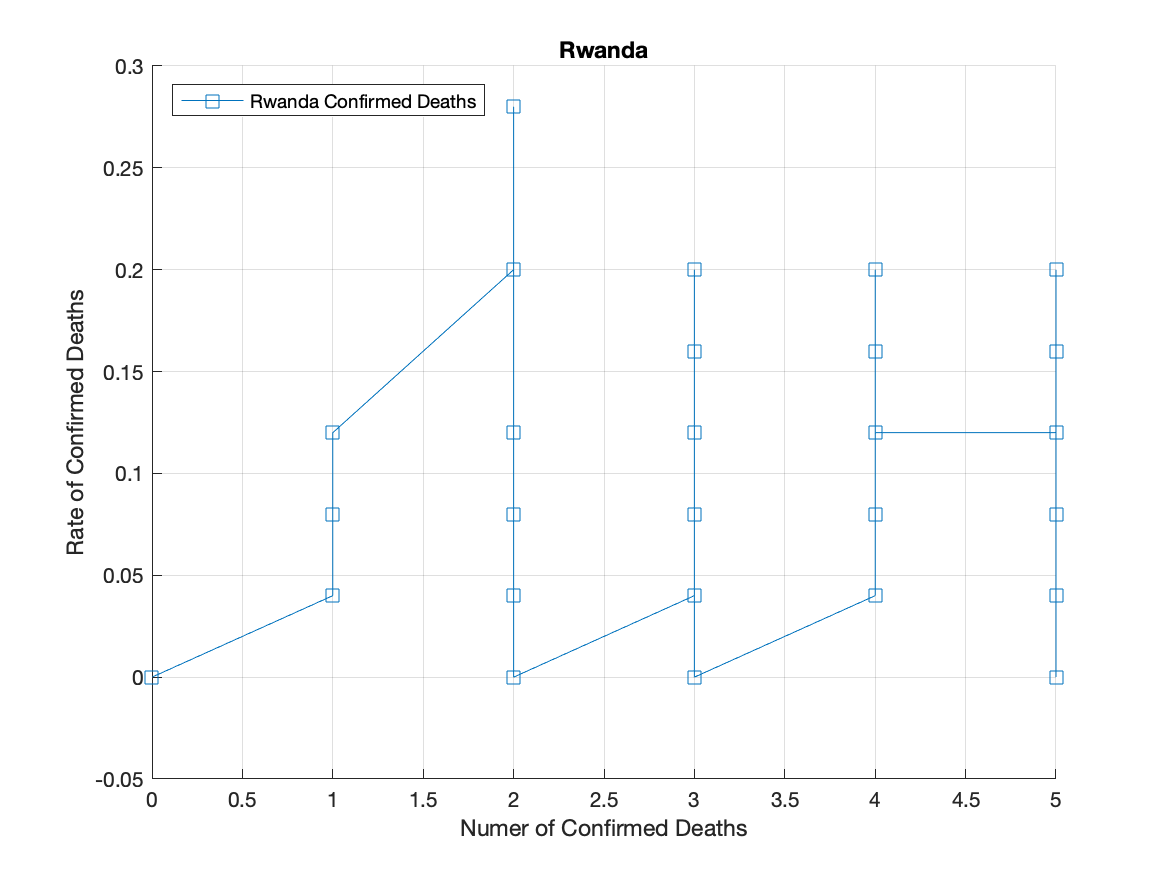 Rwanda
Rwanda Confirmed Deaths
0.3
0.25
0.2
0.15
0.1
0.05
0
-0.05
Rate of Confirmed Deaths
0 0.5 1 1.5 2 2.5 3 3.5 4 4.5 5
Numer of Confirmed Deaths